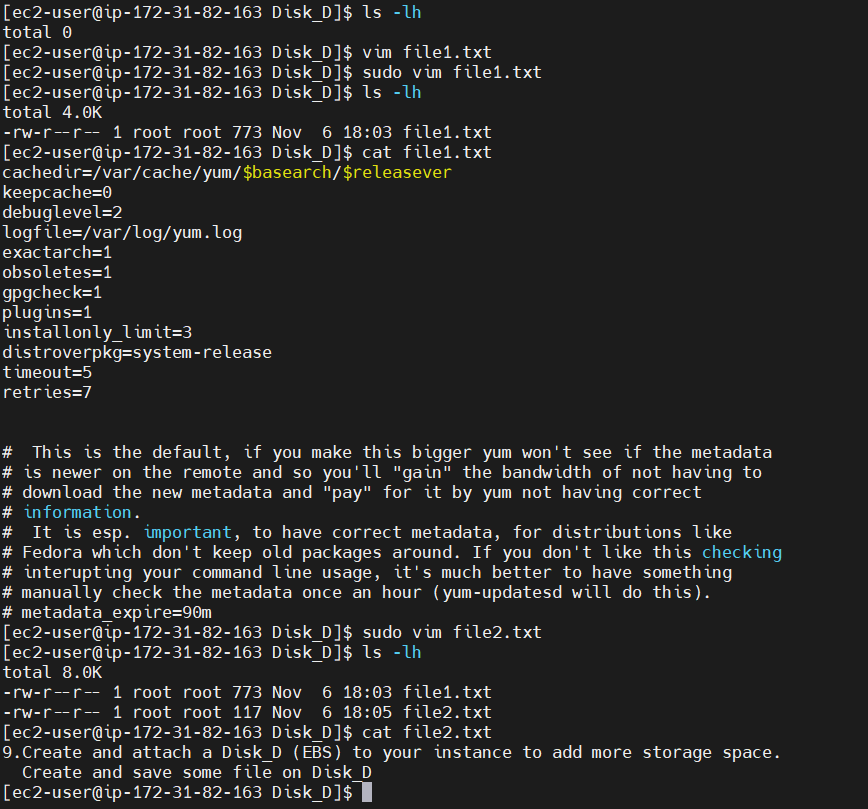 [ec2-user@ip-172-31-82-163 Disk_D]$ ls -lh
total 0
[ec2-user@ip-172-31-82-163 Disk_D]$ vim file1.txt
[ec2-user@ip-172-31-82-163 Disk_D]$ sudo vim file1.txt
[ec2-user@ip-172-31-82-163 Disk_D]$ ls -lh
total 4.0K
-rw-r--r-- 1 root root 773 Nov  6 18:03 file1.txt
[ec2-user@ip-172-31-82-163 Disk_D]$ cat file1.txt
cachedir=/var/cache/yum/$basearch/$releasever
keepcache=0
debuglevel=2
logfile=/var/log/yum.log
exactarch=1
obsoletes=1
gpgcheck=1
plugins=1
installonly_limit=3
distroverpkg=system-release
timeout=5
retries=7
#  This is the default, if you make this bigger yum won't see if the metadata
# is newer on the remote and so you'll "gain" the bandwidth of not having to
# download the new metadata and "pay" for it by yum not having correct
# information.
#  It is esp. important, to have correct metadata, for distributions like
# Fedora which don't keep old packages around. If you don't like this checking
# interupting your command line usage, it's much better to have something
# manually check the metadata once an hour (yum-updatesd will do this).
# metadata_expire=90m
[ec2-user@ip-172-31-82-163 Disk_D]$ sudo vim file2.txt
[ec2-user@ip-172-31-82-163 Disk_D]$ ls -lh
total 8.0K
-rw-r--r-- 1 root root 773 Nov  6 18:03 file1.txt
-rw-r--r-- 1 root root 117 Nov  6 18:05 file2.txt
[ec2-user@ip-172-31-82-163 Disk_D]$ cat file2.txt
9.Create and attach a Disk_D (EBS) to your instance to add more storage space.
  Create and save some file on Disk_D
[ec2-user@ip-172-31-82-163 Disk_D]$